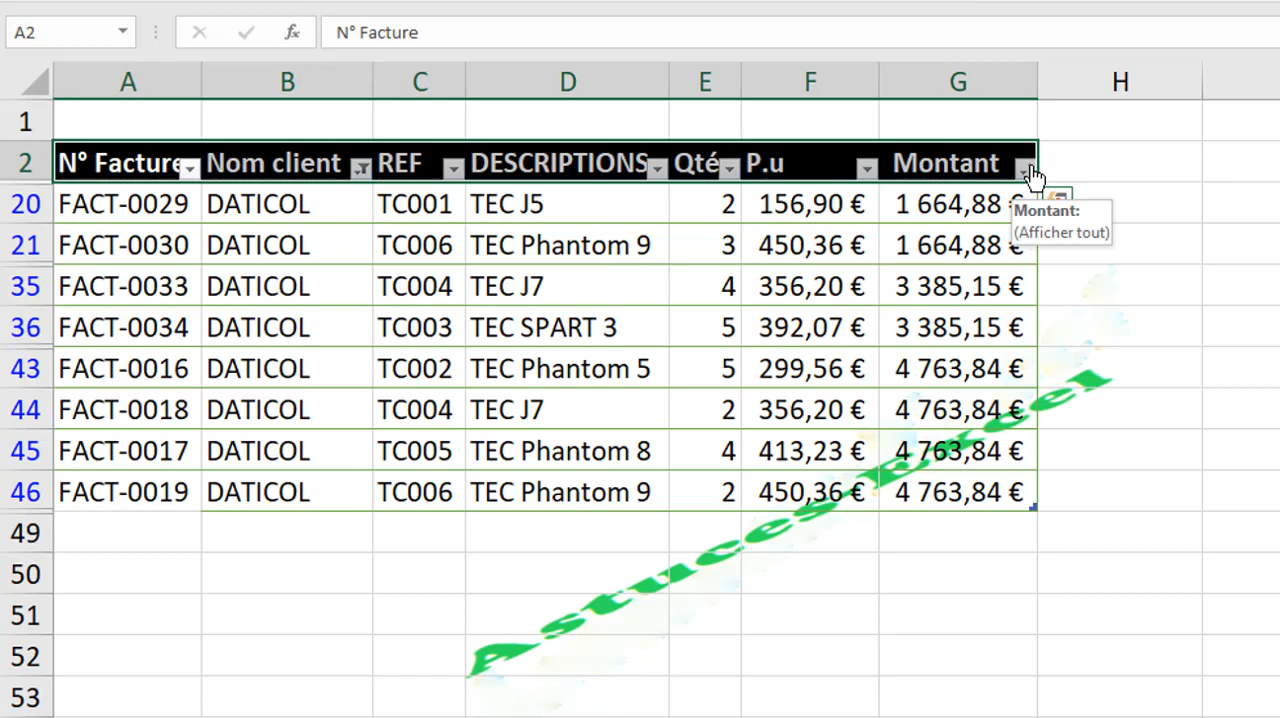 A2 fx N° Facture
A B C D E F G H
1
2 N° Facture Nom client REF DESCRIPTIONS Qté P.u Montant
20 FACT-0029 DATICOL TC001 TEC J5 2 156,90 € 1 664,88 €
Montant:
(Afficher tout)
21 FACT-0030 DATICOL TC006 TEC Phantom 9 3 450,36 € 1 664,88 €
35 FACT-0033 DATICOL TC004 TEC J7 4 356,20 € 3 385,15 €
36 FACT-0034 DATICOL TC003 TEC SPART 3 5 392,07 € 3 385,15 €
43 FACT-0016 DATICOL TC002 TEC Phantom 5 5 299,56 € 4 763,84 €
44 FACT-0018 DATICOL TC004 TEC J7 2 356,20 € 4 763,84 €
45 FACT-0017 DATICOL TC005 TEC Phantom 8 4 413,23 € 4 763,84 €
46 FACT-0019 DATICOL TC006 TEC Phantom 9 2 450,36 € 4 763,84 €
49
50
51
52
53
Astuces Excel